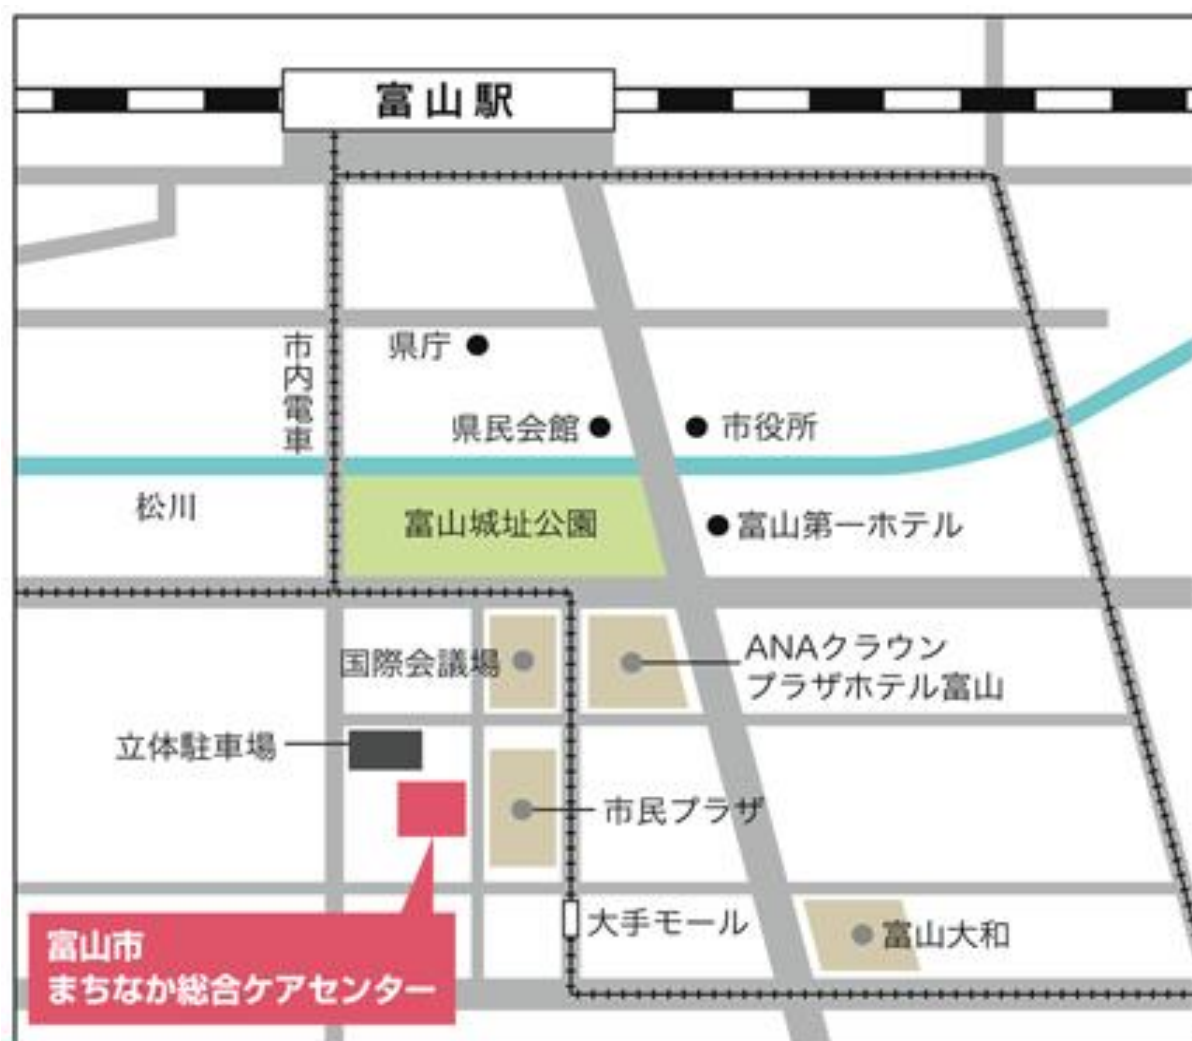 富山駅
市内電車
県庁
県民会館
市役所
松川
富山城址公園
富山第一ホテル
国際会議場
ANAクラウン
プラザホテル富山
立体駐車場
市民プラザ
大手モール
富山大和
富山市
まちなか総合ケアセンター